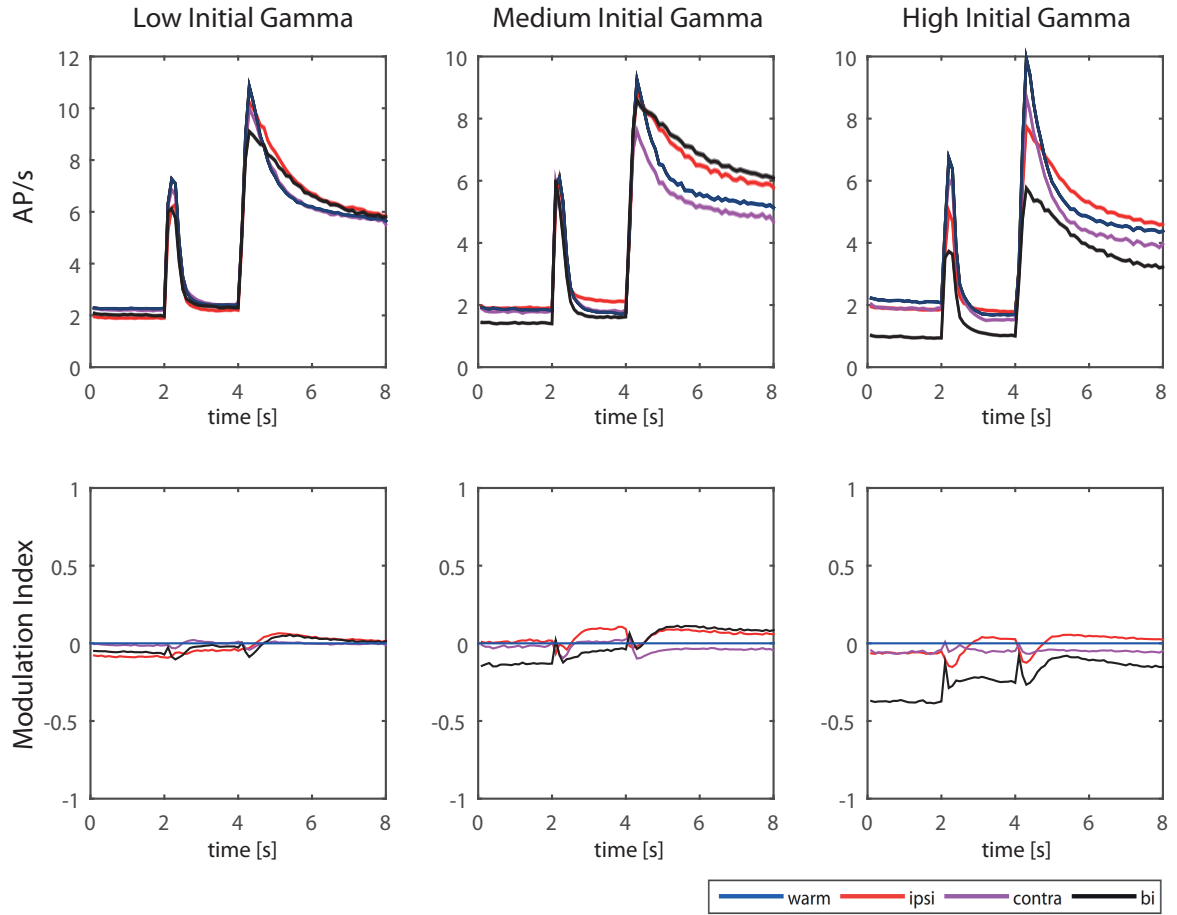 Low Initial Gamma
Medium Initial Gamma
High Initial Gamma
AP/s
12
10
8
6
4
2
0
0 2 4 6 8
time [s]
10
8
6
4
2
0
0 2 4 6 8
time [s]
10
8
6
4
2
0
0 2 4 6 8
time [s]
Modulation Index
1
0.5
0
-0.5
-1
0 2 4 6 8
time [s]
1
0.5
0
-0.5
-1
0 2 4 6 8
time [s]
1
0.5
0
-0.5
-1
0 2 4 6 8
time [s]
warm ipsi contra bi